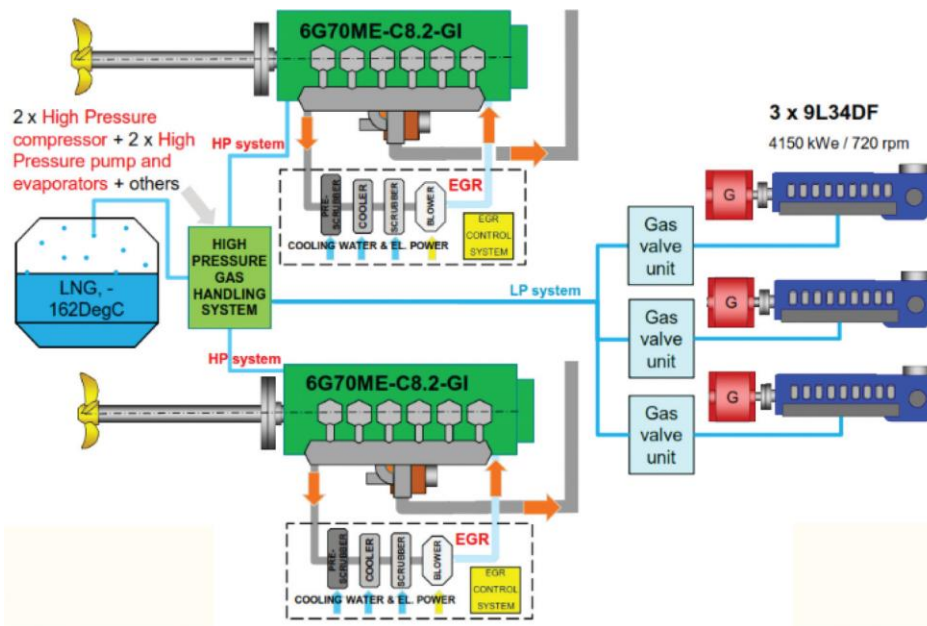 6G70ME-C8.2-GI
2 x High Pressure
compressor + 2 x High
Pressure pump and
evaporators + others
HP system
PRE-
SCRUBBER
COOLER
SCRUBBER
BLOWER
EGR
EGR
CONTROL
SYSTEM
COOLING WATER & EL. POWER
3 x 9L34DF
4150 kWe / 720 rpm
G
Gas
valve
unit
LNG, -
162DegC
HIGH
PRESSURE
GAS
HANDLING
SYSTEM
LP system
G
Gas
valve
unit
HP system
6G70ME-C8.2-GI
G
Gas
valve
unit
PRE-
SCRUBBER
COOLER
SCRUBBER
BLOWER
EGR
EGR
CONTROL
SYSTEM
COOLING WATER & EL. POWER